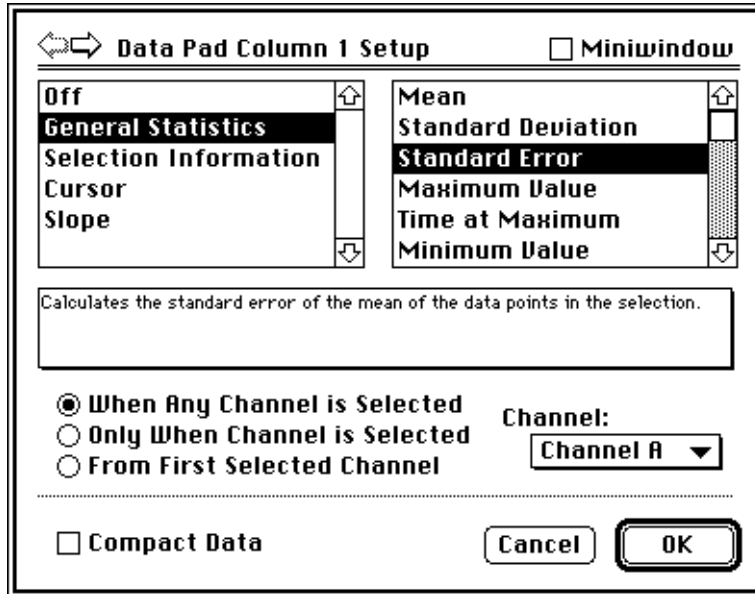 Data Pad Column 1 Setup
Miniwindow
Off
General Statistics
Selection Information
Cursor
Slope
Mean
Standard Deviation
Standard Error
Maximum Value
Time at Maximum
Minimum Value
Calculates the standard error of the mean of the data points in the selection.
When Any Channel is Selected
Only When Channel is Selected
From First Selected Channel
Channel:
Channel A
Compact Data
Cancel
OK